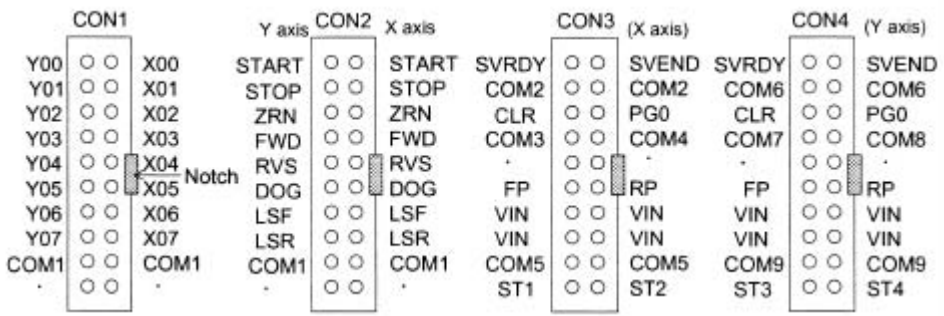 CON1 Y axis CON2 X axis CON3 (X axis) CON4 (Y axis)
Y00 X00 START START SVRDY SVEND SVRDY SVEND
Y01 X01 STOP STOP COM2 COM2 COM6 COM6
Y02 X02 ZRN ZRN CLR PG0 CLR PG0
Y03 X03 FWD FWD COM3 COM4 COM7 COM8
Y04 X04 RVS RVS · · · ·
Notch
Y05 X05 DOG DOG FP RP FP RP
Y06 X06 LSF LSF VIN VIN VIN VIN
Y07 X07 LSR LSR VIN VIN VIN VIN
COM1 COM1 COM1 COM1 COM5 COM5 COM9 COM9
· · · · ST1 ST2 ST3 ST4